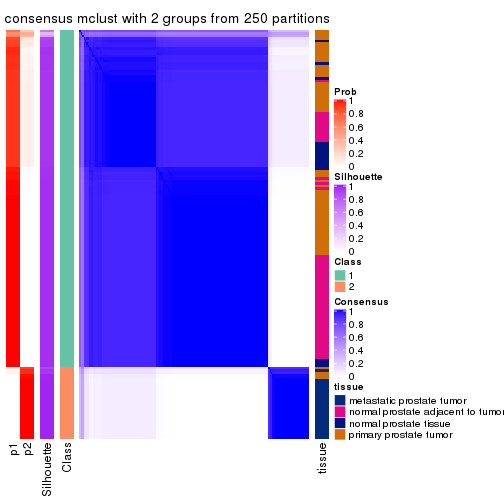 consensus mclust with 2 groups from 250 partitions
Prob
1
0.8
0.6
0.4
0.2
0
Silhouette
1
0.8
0.6
0.4
0.2
0
Class
1
2
Consensus
1
0.8
0.6
0.4
0.2
0
tissue
metastatic prostate tumor
normal prostate adjacent to tumor
normal prostate tissue
primary prostate tumor
p1
p2
Silhouette
Class
tissue